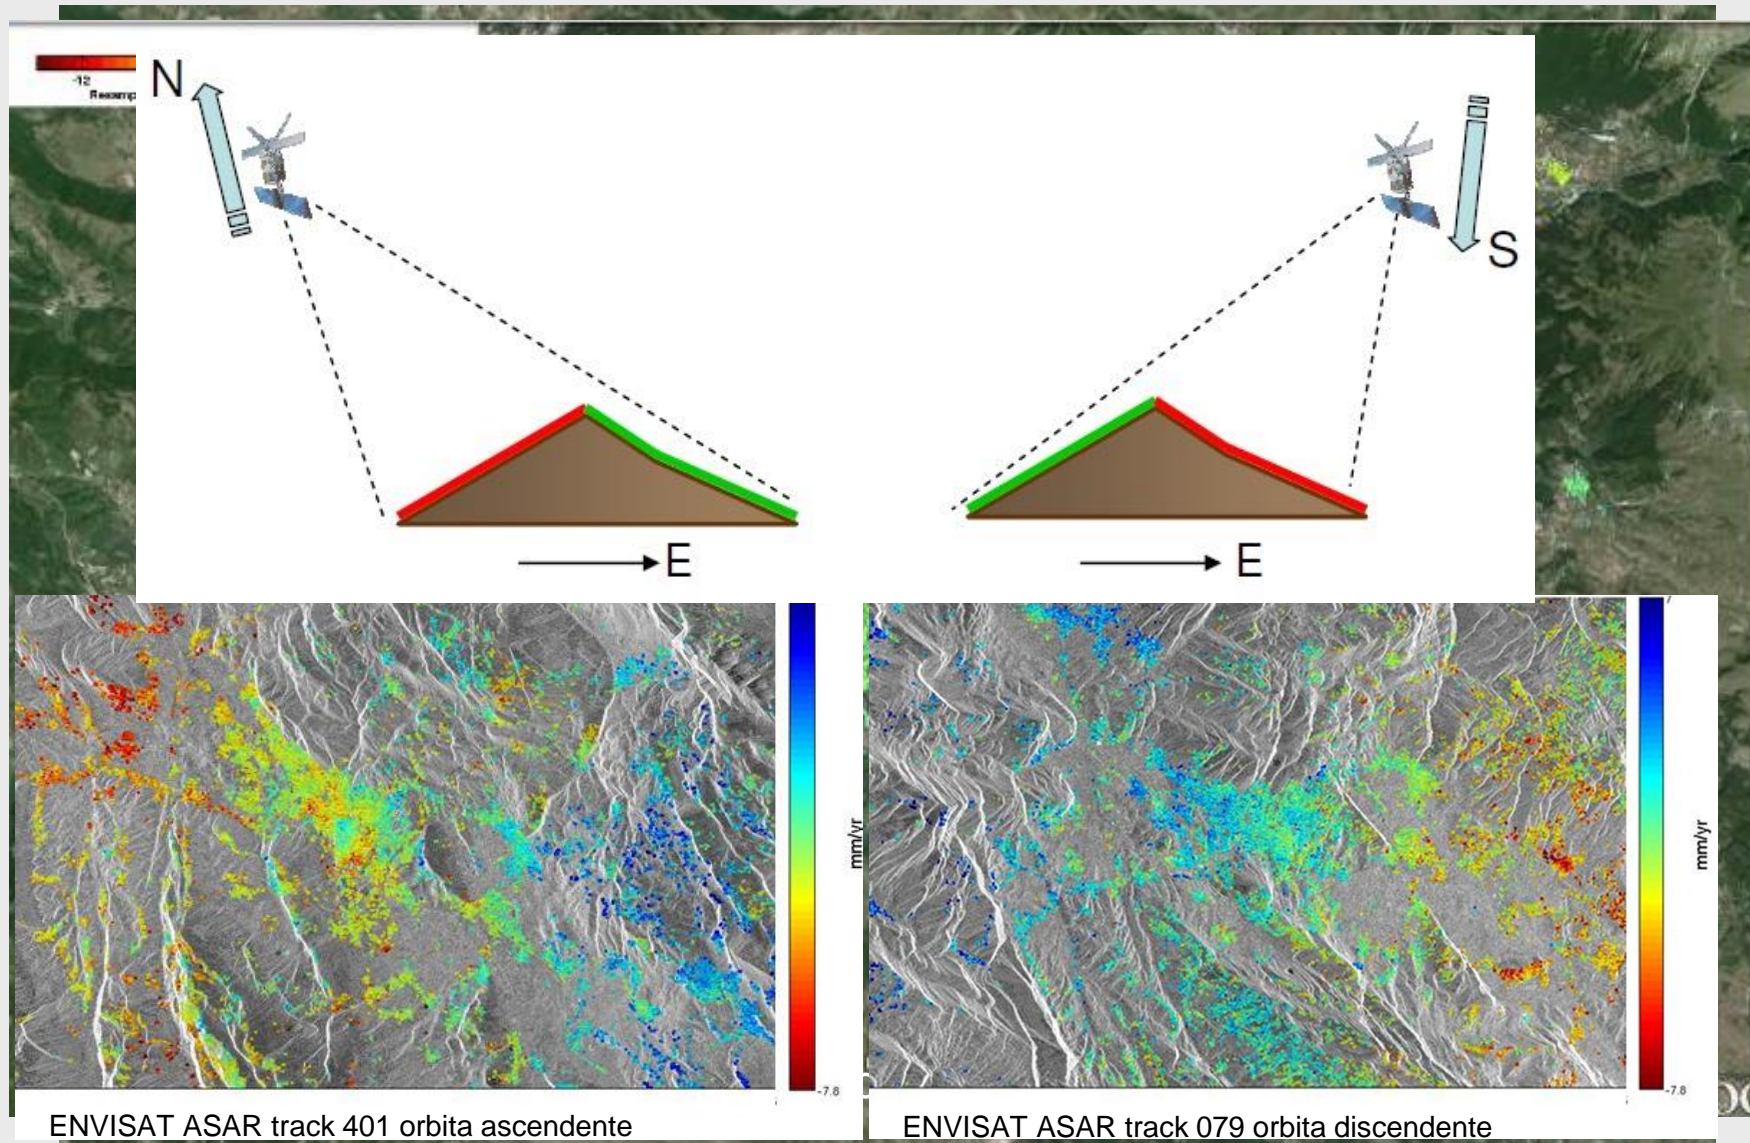 -12
N
S
E
E
mm/yr
-7.8
7
mm/yr
-7.8
ENVISAT ASAR track 401 orbita ascendente
ENVISAT ASAR track 079 orbita discendente